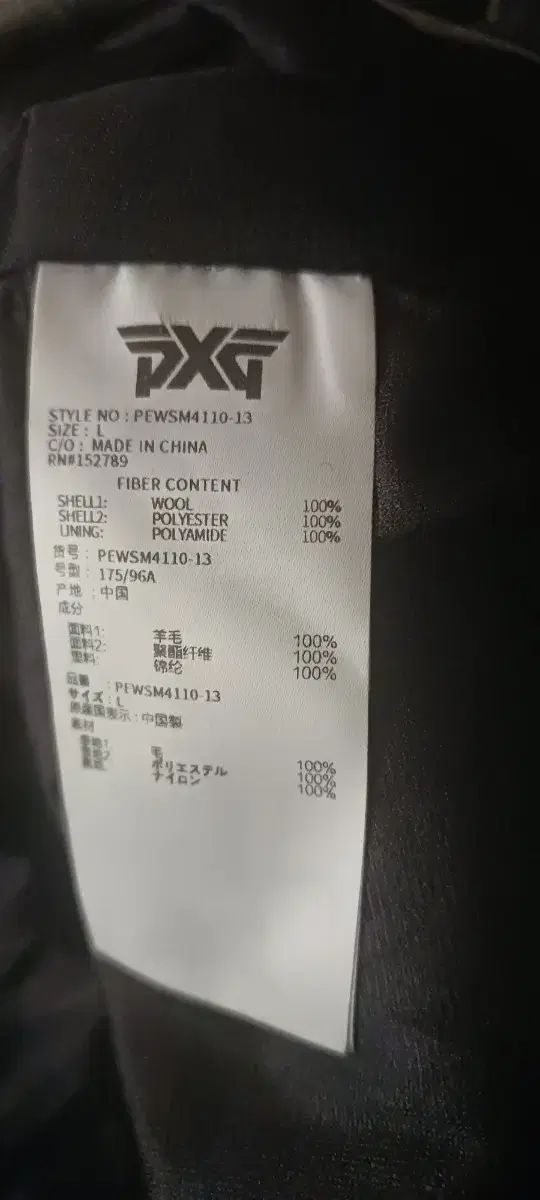 PXG
STYLE NO : PEWSM4110-13
SIZE : L
C/O : MADE IN CHINA
RN#152789
FIBER CONTENT
SHELL1: WOOL 100%
SHELL2: POLYESTER 100%
LINING: POLYAMIDE 100%
货号 : PEWSM4110-13
号型 : 175/96A
产地 : 中国
成分
面料1: 羊毛 100%
面料2: 聚酯纤维 100%
里料: 锦纶 100%
品番 : PEWSM4110-13
サイズ : L
原産国表示 : 中国製
素材
毛 100%
ポリエステル 100%
ナイロン 100%